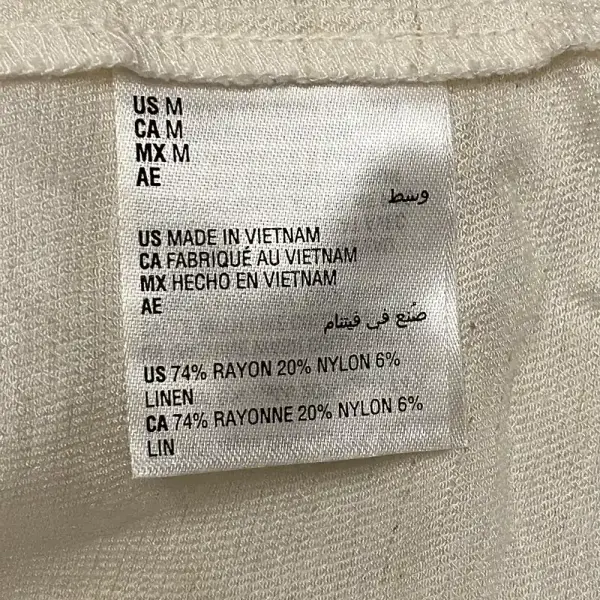 US M
CA M
MX M
AE
وسط
US MADE IN VIETNAM
CA FABRIQUÉ AU VIETNAM
MX HECHO EN VIETNAM
AE
صُنع في فيتنام
US 74% RAYON 20% NYLON 6%
LINEN
CA 74% RAYONNE 20% NYLON 6%
LIN